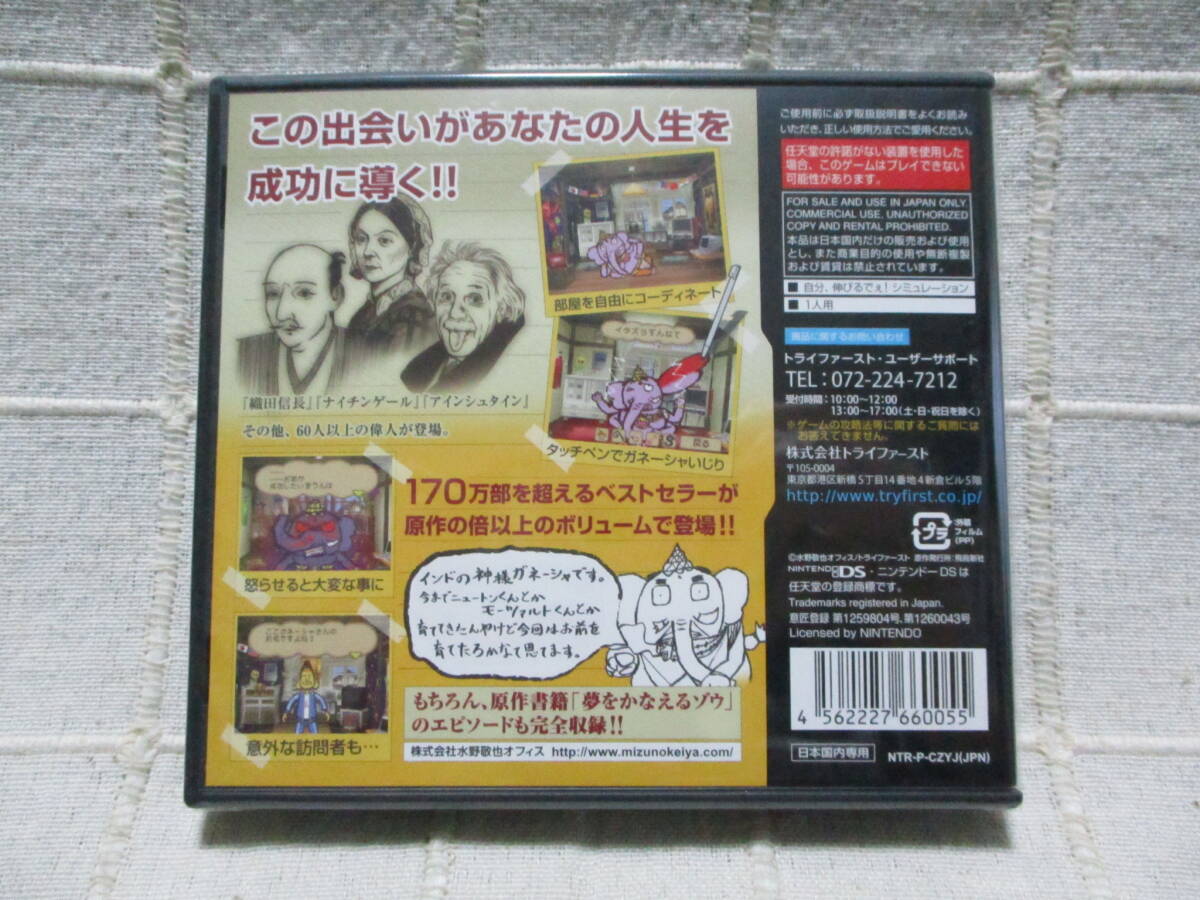 この出会いがあなたの人生を
成功に導く!!
『織田信長』『ナイチンゲール』『アインシュタイン』
その他、60人以上の偉人が登場。
部屋を自由にコーディネート
イタズラすんなて
戻る
タッチペンでガネーシャいじり
怒らせると大変な事に
意外な訪問者も…
170万部を超えるベストセラーが
原作の倍以上のボリュームで登場!!
インドの神様ガネーシャです。
今までニュートンくんとか
モーツァルトくんとか
育ててきたんやけど今回はお前を
育てたろかなて思てます。
もちろん、原作書籍「夢をかなえるゾウ」
のエピソードも完全収録!!
株式会社水野敬也オフィス http://www.mizunokeiya.com/
ご使用前に必ず取扱説明書をよくお読み
いただき、正しい使用方法でご愛用ください。
任天堂の許諾がない装置を使用した
場合、このゲームはプレイできない
可能性があります。
FOR SALE AND USE IN JAPAN ONLY.
COMMERCIAL USE, UNAUTHORIZED
COPY AND RENTAL PROHIBITED.
本品は日本国内だけの販売および使用
とし、また商業目的の使用や無断複製
および賃貸は禁止されています。
■ 自分、伸びるでぇ! シミュレーション
■ 1人用
商品に関するお問い合わせ
トライファースト・ユーザーサポート
TEL : 072-224-7212
受付時間 : 10:00〜12:00
13:00〜17:00(土・日・祝日を除く)
※ゲームの攻略法等に関するご質問には
お答えできません。
株式会社トライファースト
〒105-0004
東京都港区新橋5丁目14番地4新倉ビル5階
http://www.tryfirst.co.jp/
プラ
外装
フィルム
(PP)
©水野敬也オフィス/トライファースト 原作発行所:飛鳥新社
NINTENDO DS・ニンテンドーDSは
任天堂の登録商標です。
Trademarks registered in Japan.
意匠登録 第1259804号、第1260043号
Licensed by NINTENDO
4 562227 660055
日本国内専用
NTR-P-CZYJ(JPN)